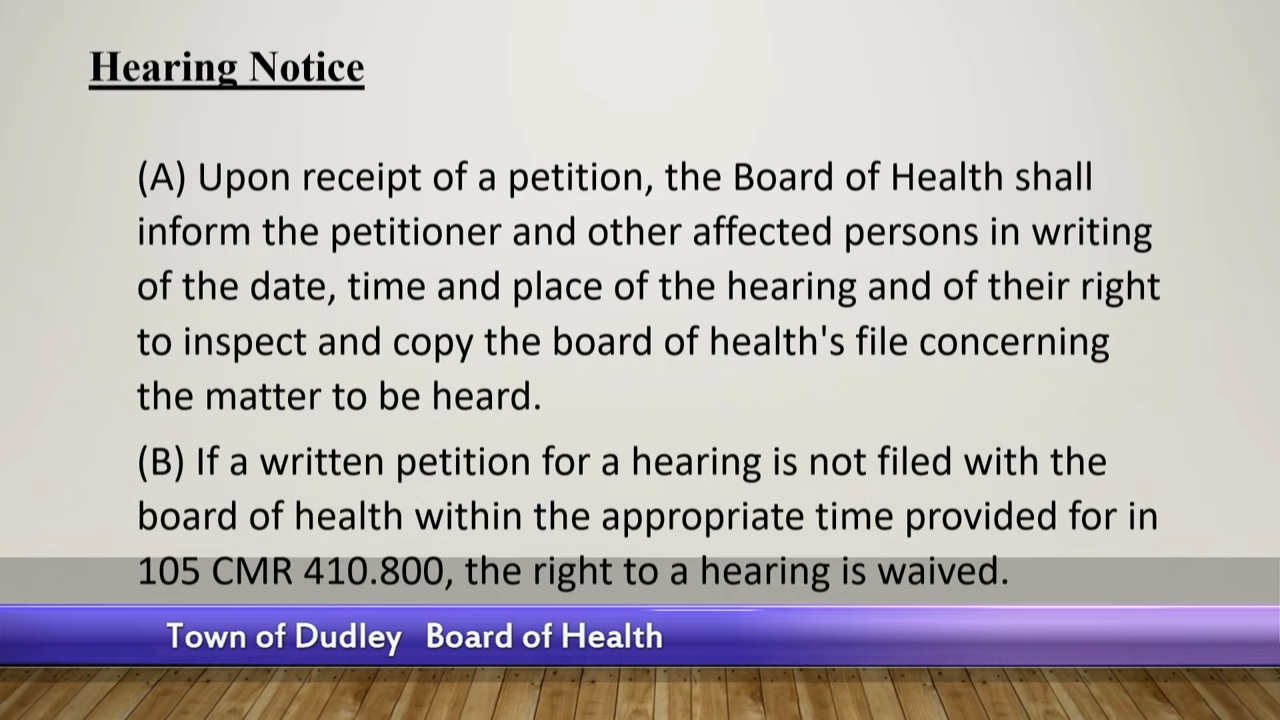 Hearing Notice
(A) Upon receipt of a petition, the Board of Health shall
inform the petitioner and other affected persons in writing
of the date, time and place of the hearing and of their right
to inspect and copy the board of health's file concerning
the matter to be heard.
(B) If a written petition for a hearing is not filed with the
board of health within the appropriate time provided for in
105 CMR 410.800, the right to a hearing is waived.
Town of Dudley Board of Health